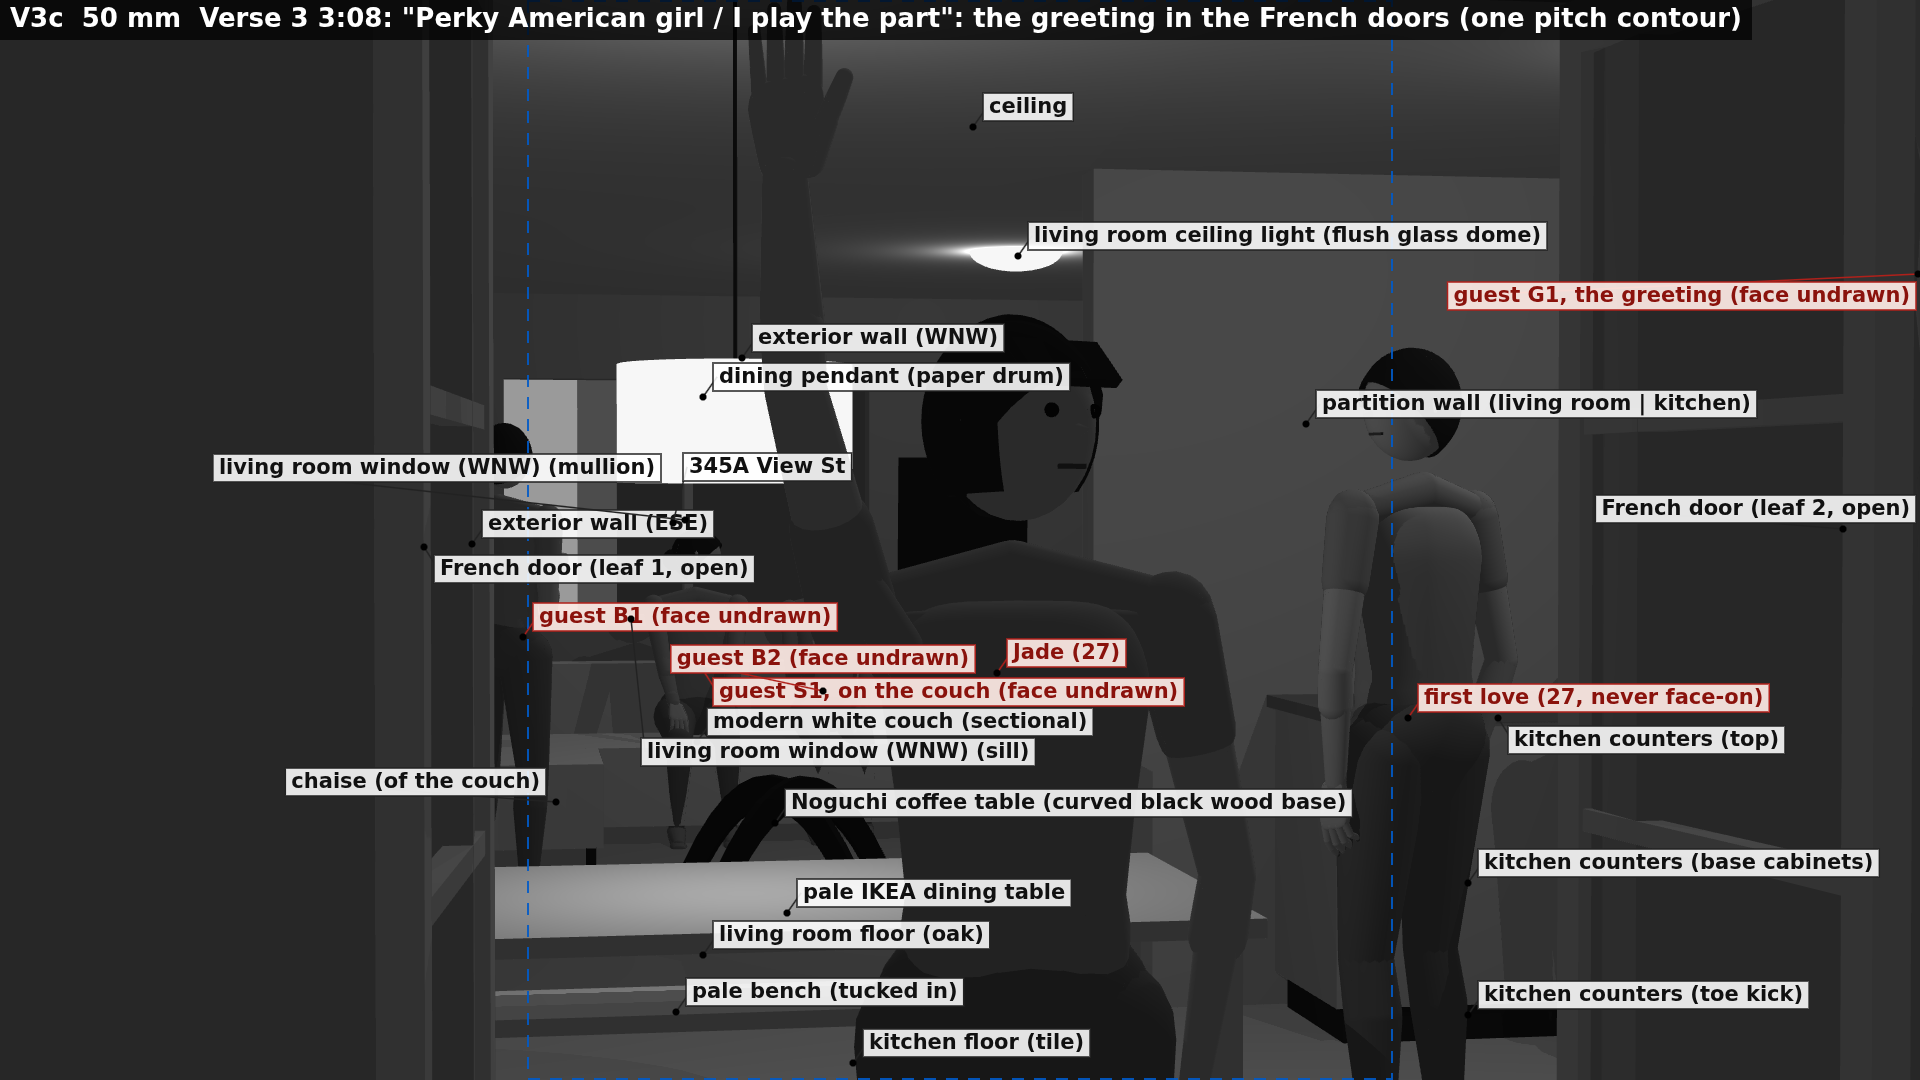 V3c 50 mm Verse 3 3:08: "Perky American girl / I play the part": the greeting in the French doors (one pitch contour)
ceiling
living room ceiling light (flush glass dome)
guest G1, the greeting (face undrawn)
exterior wall (WNW)
dining pendant (paper drum)
partition wall (living room | kitchen)
living room window (WNW) (mullion)
345A View St
French door (leaf 2, open)
exterior wall (ESE)
French door (leaf 1, open)
guest B1 (face undrawn)
Jade (27)
guest B2 (face undrawn)
guest S1, on the couch (face undrawn)
first love (27, never face-on)
modern white couch (sectional)
kitchen counters (top)
living room window (WNW) (sill)
chaise (of the couch)
Noguchi coffee table (curved black wood base)
kitchen counters (base cabinets)
pale IKEA dining table
living room floor (oak)
pale bench (tucked in)
kitchen counters (toe kick)
kitchen floor (tile)